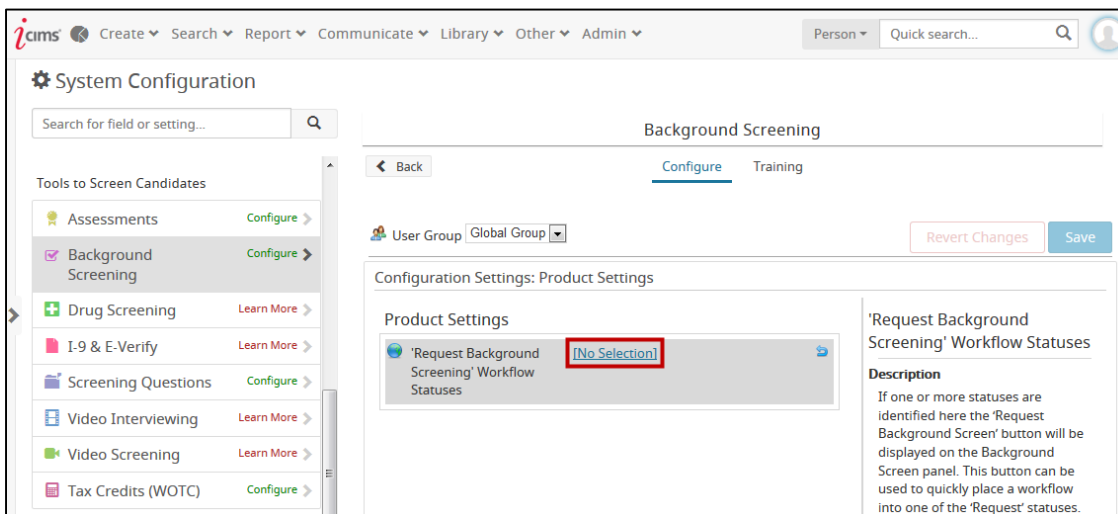 iCIMS Create Search Report Communicate Library Other Admin Person Quick search...
System Configuration
Search for field or setting...
Background Screening
Back Configure Training
Tools to Screen Candidates
Assessments Configure
Background Screening Configure
Drug Screening Learn More
I-9 & E-Verify Learn More
Screening Questions Configure
Video Interviewing Learn More
Video Screening Learn More
Tax Credits (WOTC) Configure
User Group Global Group Revert Changes Save
Configuration Settings: Product Settings
Product Settings
'Request Background [No Selection]
Screening' Workflow
Statuses
'Request Background
Screening' Workflow Statuses
Description
If one or more statuses are
identified here the 'Request
Background Screen' button will be
displayed on the Background
Screen panel. This button can be
used to quickly place a workflow
into one of the 'Request' statuses.